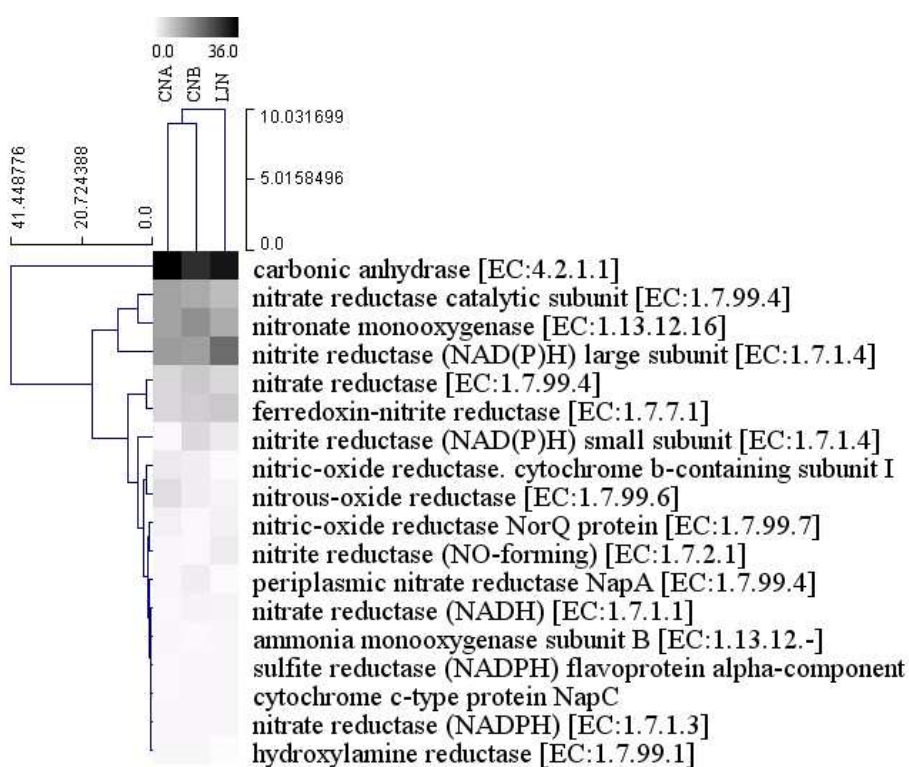 0.0 36.0
CNA CNB LJN
10.031699
5.0158496
0.0
41.448776 20.724388 0.0
carbonic anhydrase [EC:4.2.1.1]
nitrate reductase catalytic subunit [EC:1.7.99.4]
nitronate monooxygenase [EC:1.13.12.16]
nitrite reductase (NAD(P)H) large subunit [EC:1.7.1.4]
nitrate reductase [EC:1.7.99.4]
ferredoxin-nitrite reductase [EC:1.7.7.1]
nitrite reductase (NAD(P)H) small subunit [EC:1.7.1.4]
nitric-oxide reductase. cytochrome b-containing subunit I
nitrous-oxide reductase [EC:1.7.99.6]
nitric-oxide reductase NorQ protein [EC:1.7.99.7]
nitrite reductase (NO-forming) [EC:1.7.2.1]
periplasmic nitrate reductase NapA [EC:1.7.99.4]
nitrate reductase (NADH) [EC:1.7.1.1]
ammonia monooxygenase subunit B [EC:1.13.12.-]
sulfite reductase (NADPH) flavoprotein alpha-component
cytochrome c-type protein NapC
nitrate reductase (NADPH) [EC:1.7.1.3]
hydroxylamine reductase [EC:1.7.99.1]